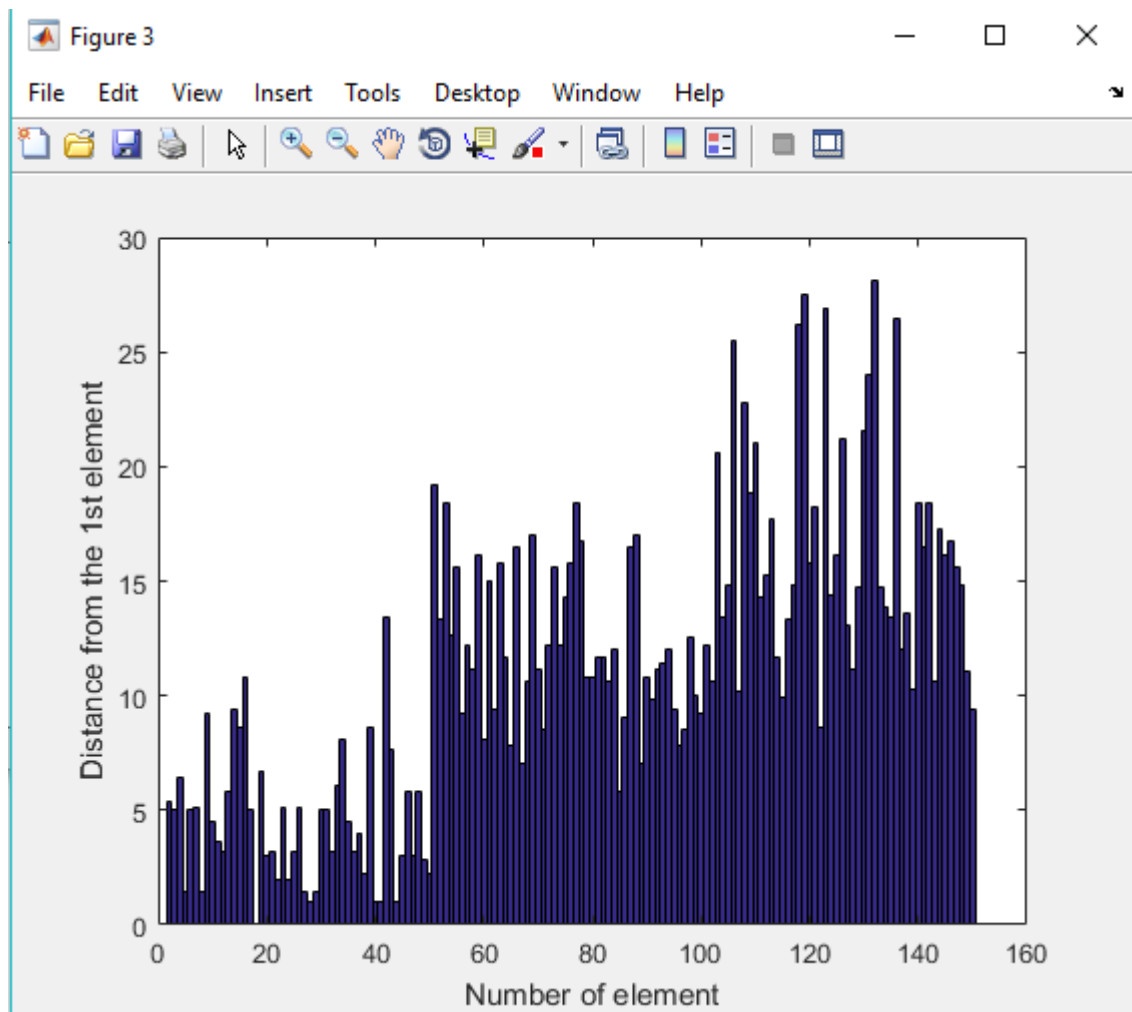 Figure 3
File Edit View Insert Tools Desktop Window Help
30
25
20
15
10
5
0
Distance from the 1st element
0 20 40 60 80 100 120 140 160
Number of element